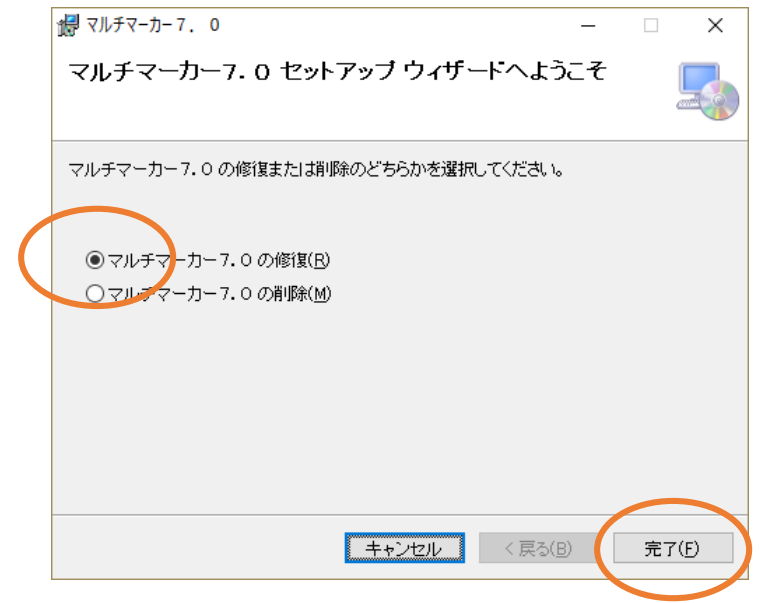 マルチマーカー７．０
マルチマーカー７．０ セットアップ ウィザードへようこそ
マルチマーカー７．０ の修復または削除のどちらかを選択してください。
マルチマーカー７．０ の修復(R)
マルチマーカー７．０ の削除(M)
キャンセル
< 戻る(B)
完了(F)